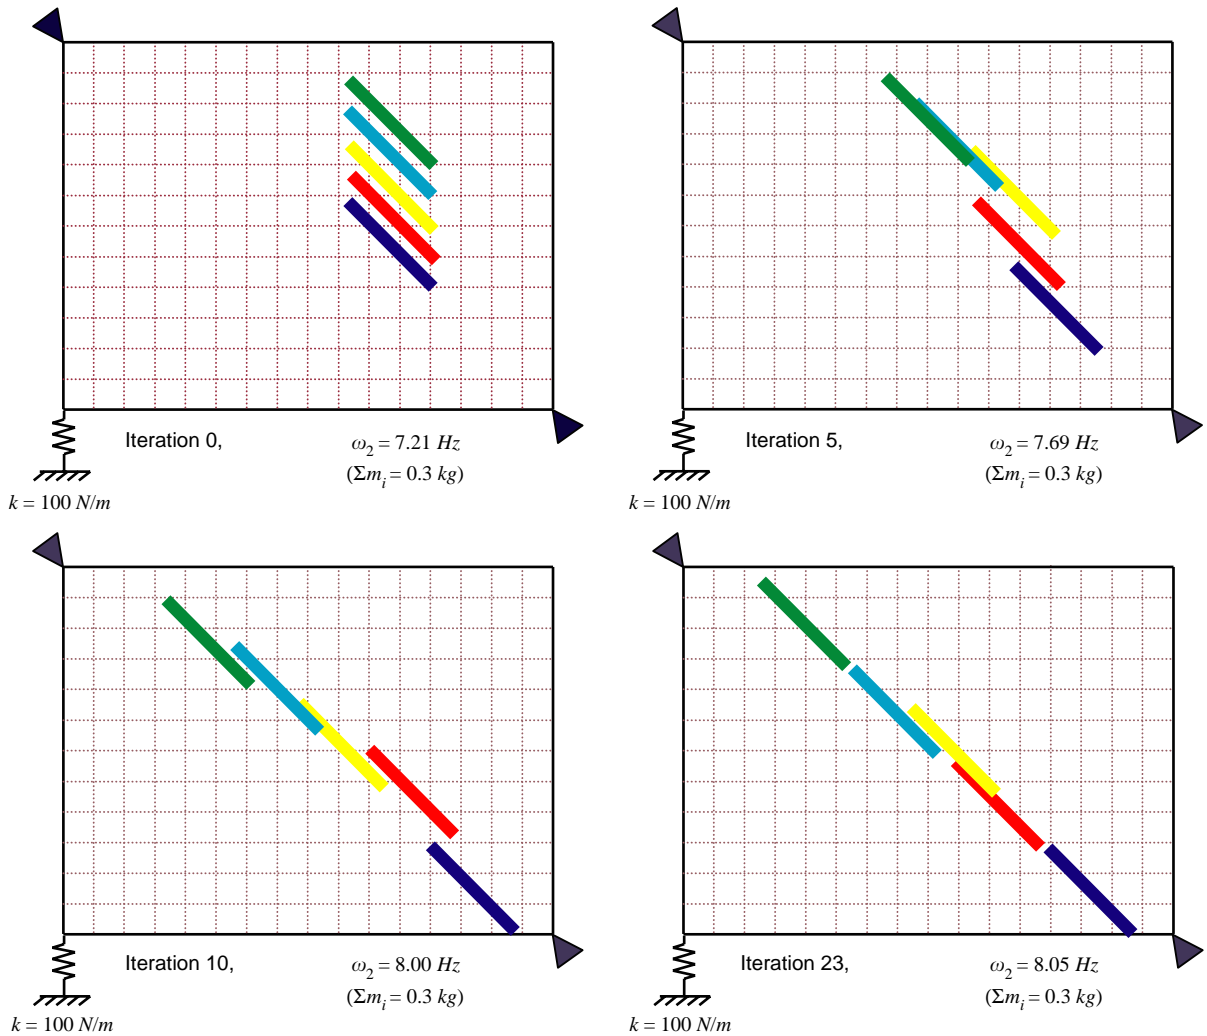 Iteration 0, ω2 = 7.21 Hz
(Σmi = 0.3 kg)
k = 100 N/m
Iteration 5, ω2 = 7.69 Hz
(Σmi = 0.3 kg)
k = 100 N/m
Iteration 10, ω2 = 8.00 Hz
(Σmi = 0.3 kg)
k = 100 N/m
Iteration 23, ω2 = 8.05 Hz
(Σmi = 0.3 kg)
k = 100 N/m